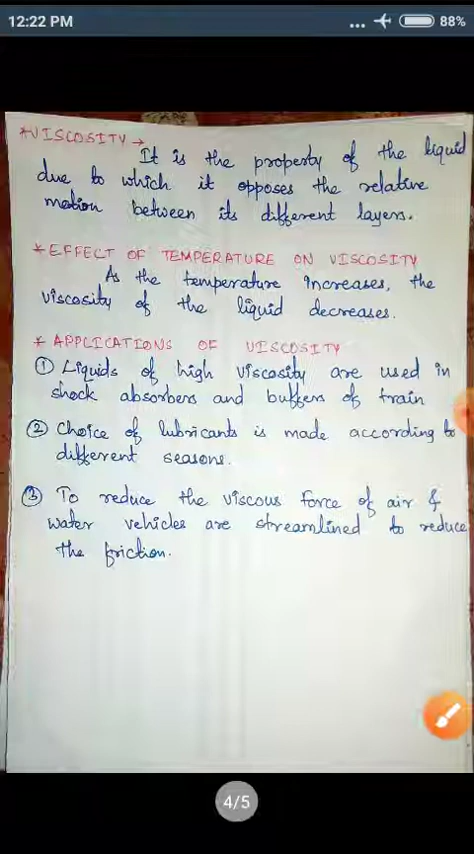 12:22 PM
... 88%
*VISCOSITY →
It is the property of the liquid
due to which it opposes the relative
motion between its different layers.
*EFFECT OF TEMPERATURE ON VISCOSITY
As the temperature increases, the
viscosity of the liquid decreases.
* APPLICATIONS OF VISCOSITY
① Liquids of high viscosity are used in
shock absorbers and buffers of train
② Choice of lubricants is made according to
different seasons.
③ To reduce the viscous force of air &
water vehicles are streamlined to reduce
the friction.
4/5